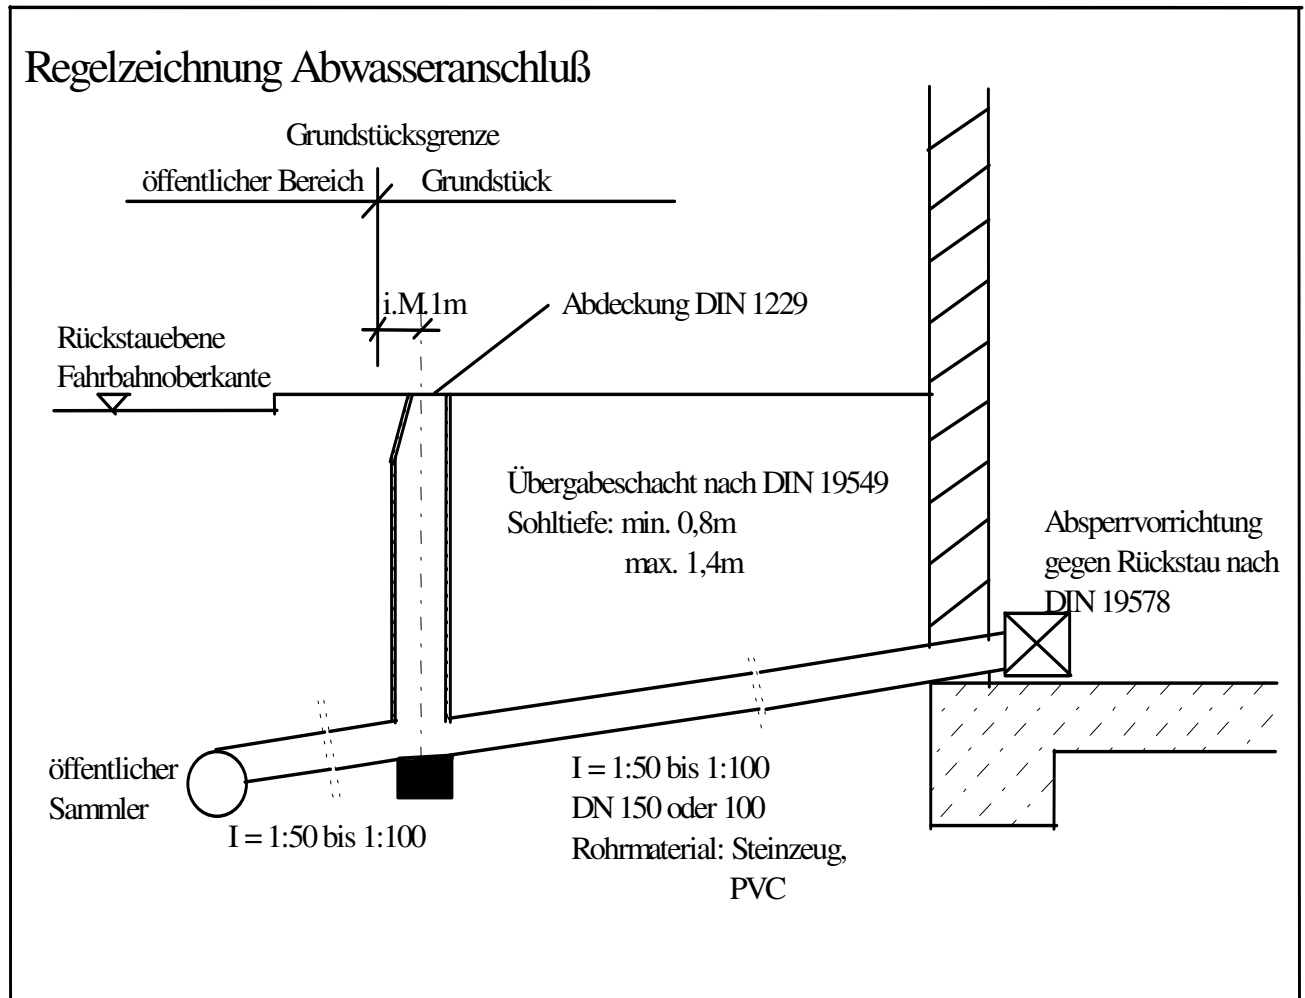 Regelzeichnung Abwasseranschluß
Grundstücksgrenze
öffentlicher Bereich
Grundstück
i.M.1m
Abdeckung DIN 1229
Rückstauebene
Fahrbahnoberkante
Übergabeschacht nach DIN 19549
Sohltiefe: min. 0,8m
max. 1,4m
Absperrvorrichtung
gegen Rückstau nach
DIN 19578
öffentlicher
Sammler
I = 1:50 bis 1:100
I = 1:50 bis 1:100
DN 150 oder 100
Rohrmaterial: Steinzeug,
PVC